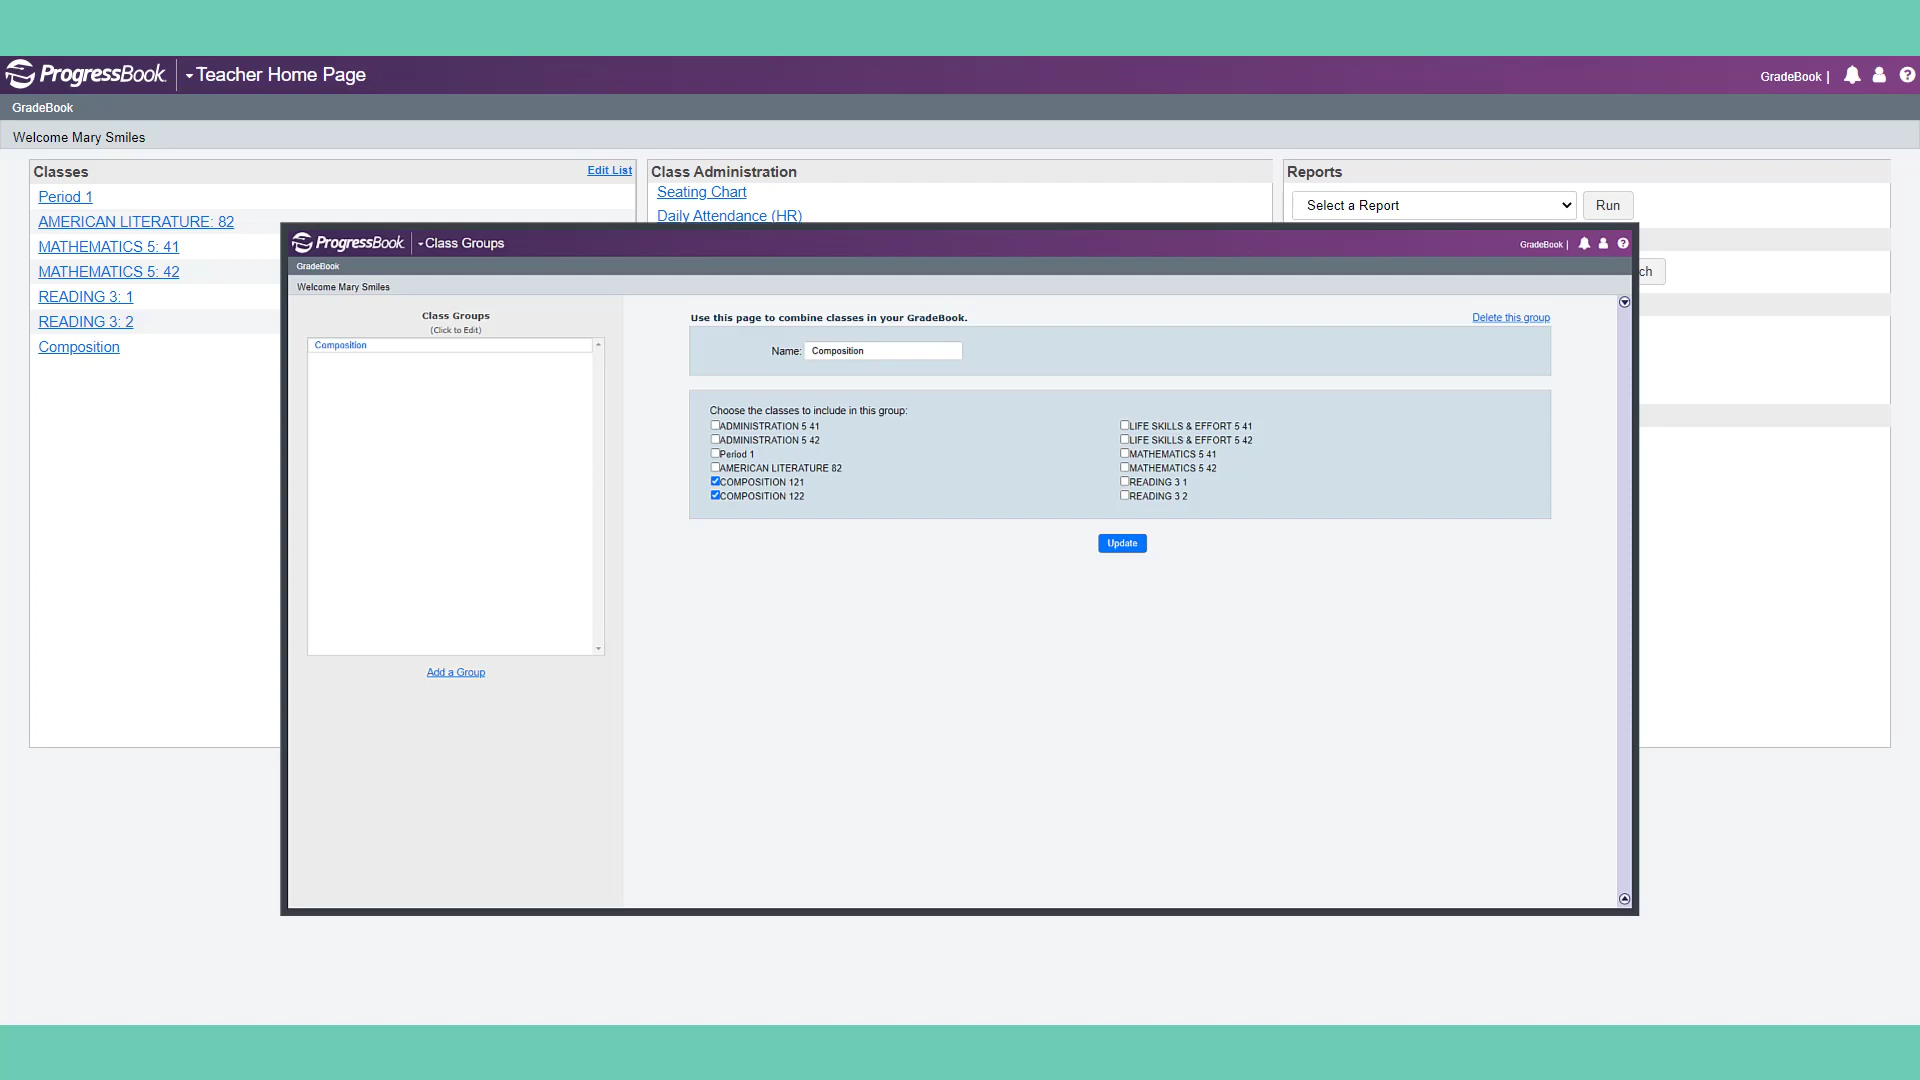 ProgressBook Teacher Home Page GradeBook |
GradeBook
Welcome Mary Smiles
Classes Edit List
Period 1
AMERICAN LITERATURE: 82
MATHEMATICS 5: 41
MATHEMATICS 5: 42
READING 3: 1
READING 3: 2
Composition
Class Administration
Seating Chart
Daily Attendance (HR)
Reports
Select a Report Run
ch
ProgressBook Class Groups GradeBook |
GradeBook
Welcome Mary Smiles
Class Groups
(Click to Edit)
Composition
Add a Group
Use this page to combine classes in your GradeBook. Delete this group
Name: Composition
Choose the classes to include in this group:
ADMINISTRATION 5 41
ADMINISTRATION 5 42
Period 1
AMERICAN LITERATURE 82
COMPOSITION 121
COMPOSITION 122
LIFE SKILLS & EFFORT 5 41
LIFE SKILLS & EFFORT 5 42
MATHEMATICS 5 41
MATHEMATICS 5 42
READING 3 1
READING 3 2
Update